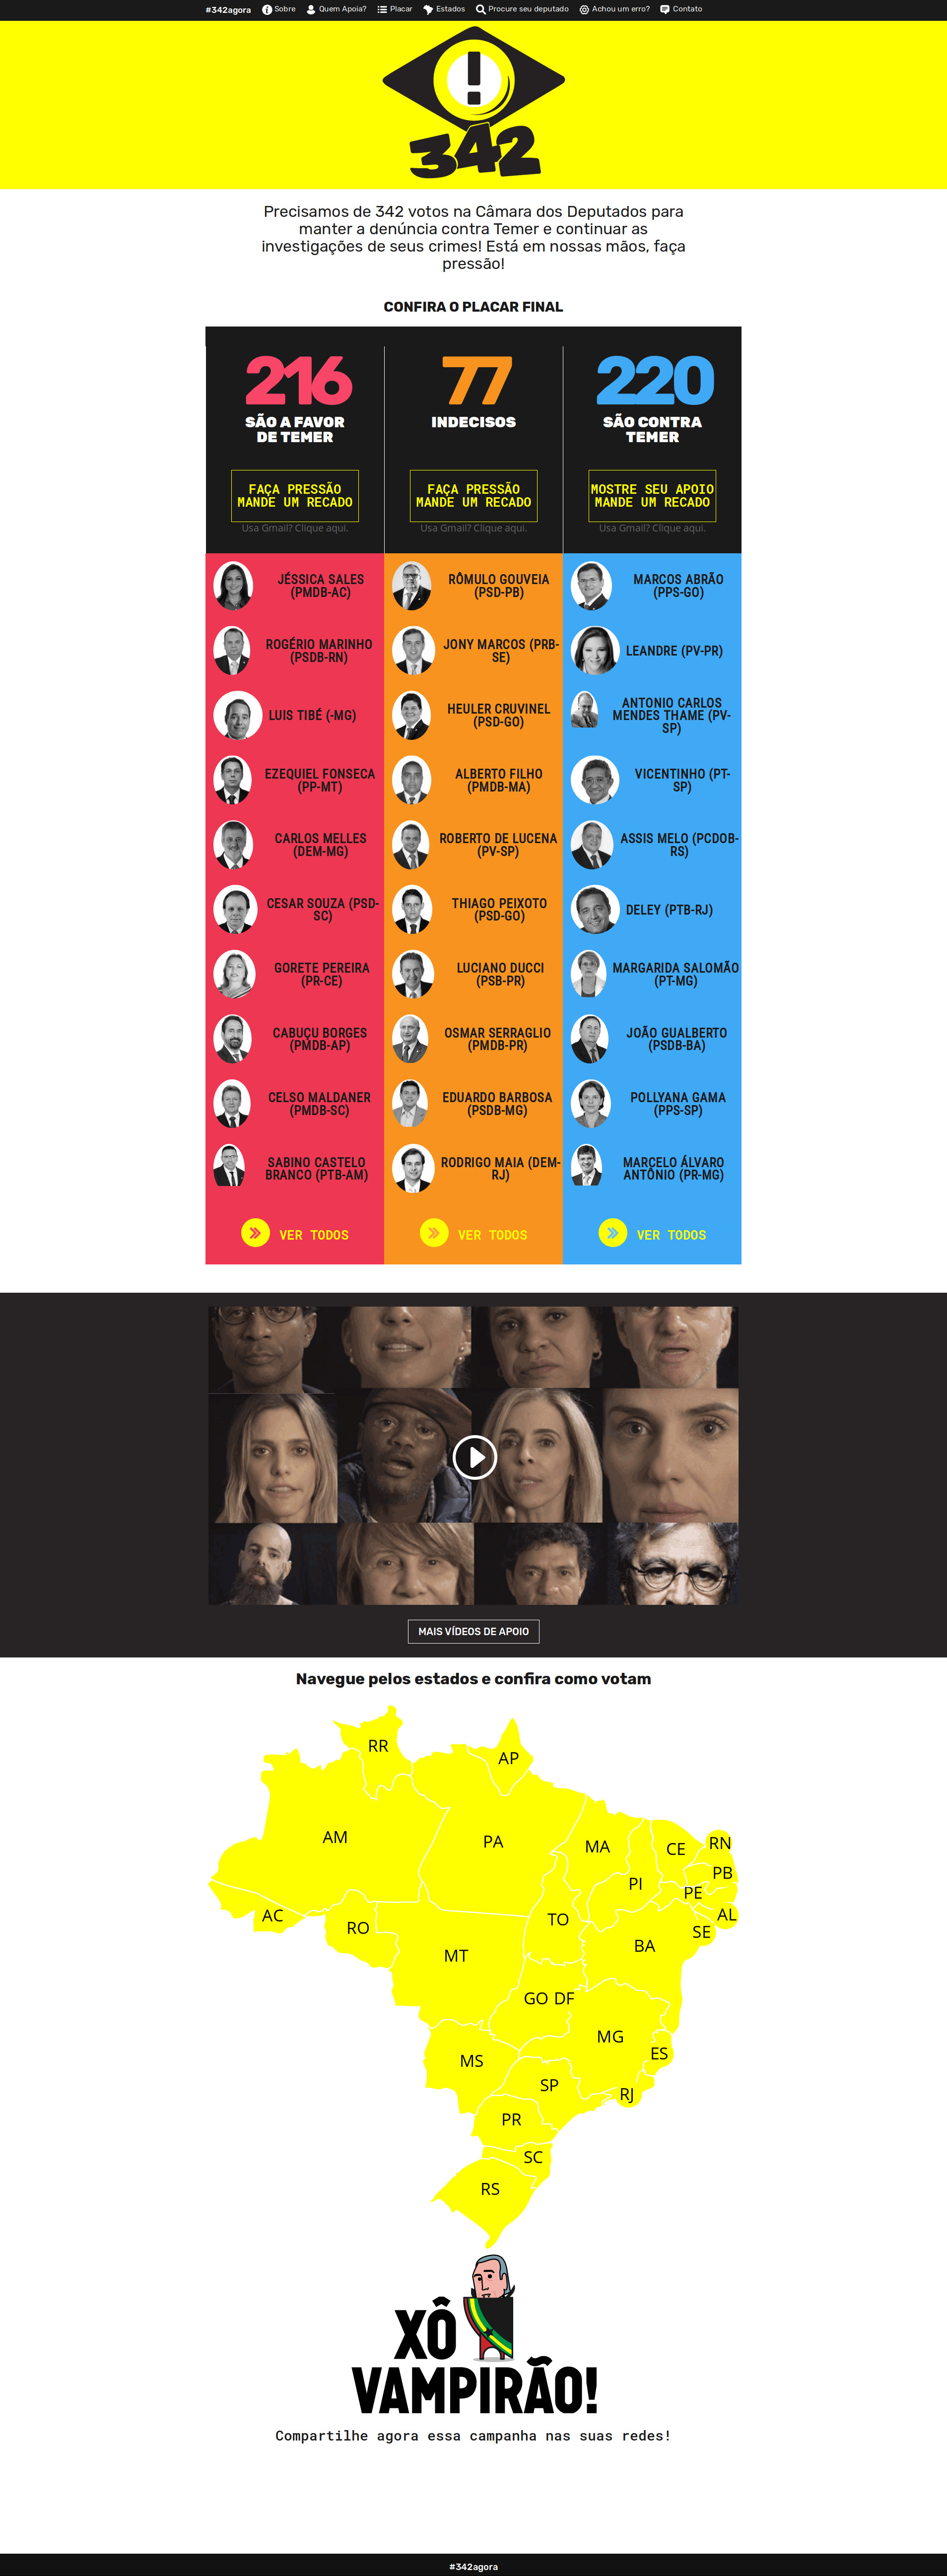 #342agora Sobre Quem Apoia? Placar Estados Procure seu deputado Achou um erro? Contato
342
Precisamos de 342 votos na Câmara dos Deputados para
manter a denúncia contra Temer e continuar as
investigações de seus crimes! Está em nossas mãos, faça
pressão!
CONFIRA O PLACAR FINAL
216
SÃO A FAVOR
DE TEMER
FAÇA PRESSÃO
MANDE UM RECADO
Usa Gmail? Clique aqui.
JÉSSICA SALES
(PMDB-AC)
ROGÉRIO MARINHO
(PSDB-RN)
LUIS TIBÉ (-MG)
EZEQUIEL FONSECA
(PP-MT)
CARLOS MELLES
(DEM-MG)
CESAR SOUZA (PSD-
SC)
GORETE PEREIRA
(PR-CE)
CABUÇU BORGES
(PMDB-AP)
CELSO MALDANER
(PMDB-SC)
SABINO CASTELO
BRANCO (PTB-AM)
VER TODOS
77
INDECISOS
FAÇA PRESSÃO
MANDE UM RECADO
Usa Gmail? Clique aqui.
RÔMULO GOUVEIA
(PSD-PB)
JONY MARCOS (PRB-
SE)
HEULER CRUVINEL
(PSD-GO)
ALBERTO FILHO
(PMDB-MA)
ROBERTO DE LUCENA
(PV-SP)
THIAGO PEIXOTO
(PSD-GO)
LUCIANO DUCCI
(PSB-PR)
OSMAR SERRAGLIO
(PMDB-PR)
EDUARDO BARBOSA
(PSDB-MG)
RODRIGO MAIA (DEM-
RJ)
VER TODOS
220
SÃO CONTRA
TEMER
MOSTRE SEU APOIO
MANDE UM RECADO
Usa Gmail? Clique aqui.
MARCOS ABRÃO
(PPS-GO)
LEANDRE (PV-PR)
ANTONIO CARLOS
MENDES THAME (PV-
SP)
VICENTINHO (PT-
SP)
ASSIS MELO (PCDOB-
RS)
DELEY (PTB-RJ)
MARGARIDA SALOMÃO
(PT-MG)
JOÃO GUALBERTO
(PSDB-BA)
POLLYANA GAMA
(PPS-SP)
MARCELO ÁLVARO
ANTÔNIO (PR-MG)
VER TODOS
MAIS VÍDEOS DE APOIO
Navegue pelos estados e confira como votam
RR
AP
AM
PA
MA
CE
RN
PB
PI
PE
AL
AC
RO
TO
SE
BA
MT
GO DF
MG
ES
MS
SP
RJ
PR
SC
RS
XÔ
VAMPIRÃO!
Compartilhe agora essa campanha nas suas redes!
#342agora